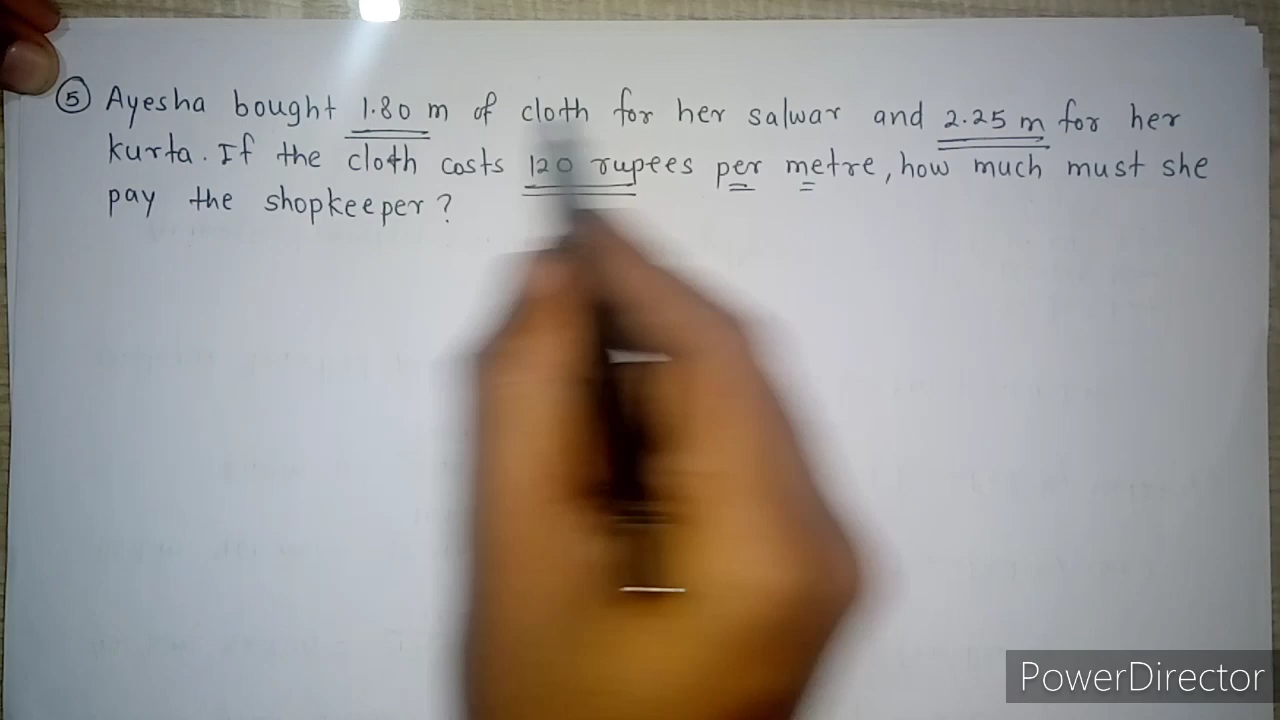 5 Ayesha bought 1.80 m of cloth for her salwar and 2.25 m for her
kurta. If the cloth costs 120 rupees per metre, how much must she
pay the shopkeeper?
PowerDirector